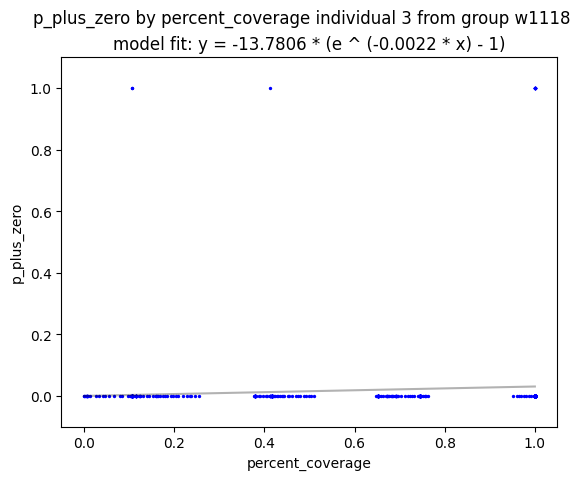 p_plus_zero by percent_coverage individual 3 from group w1118
model fit: y = -13.7806 * (e ^ (-0.0022 * x) - 1)
1.0
0.8
0.6
0.4
0.2
0.0
p_plus_zero
0.0 0.2 0.4 0.6 0.8 1.0
percent_coverage